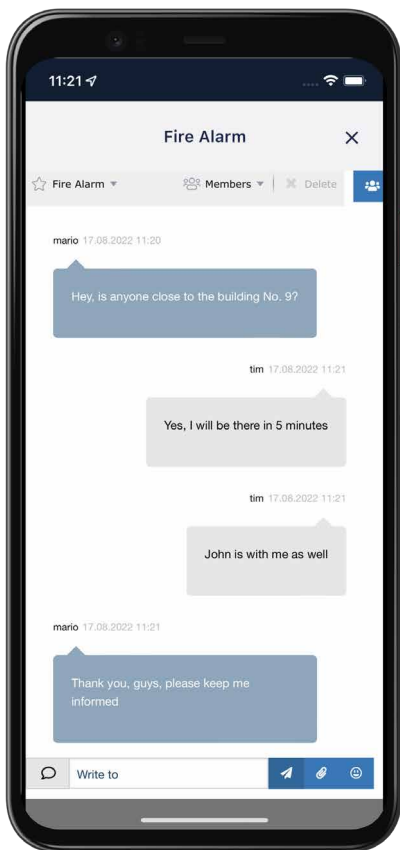 11:21
Fire Alarm
Fire Alarm Members Delete
mario 17.08.2022 11:20
Hey, is anyone close to the building No. 9?
tim 17.08.2022 11:21
Yes, I will be there in 5 minutes
tim 17.08.2022 11:21
John is with me as well
mario 17.08.2022 11:21
Thank you, guys, please keep me
informed
Write to